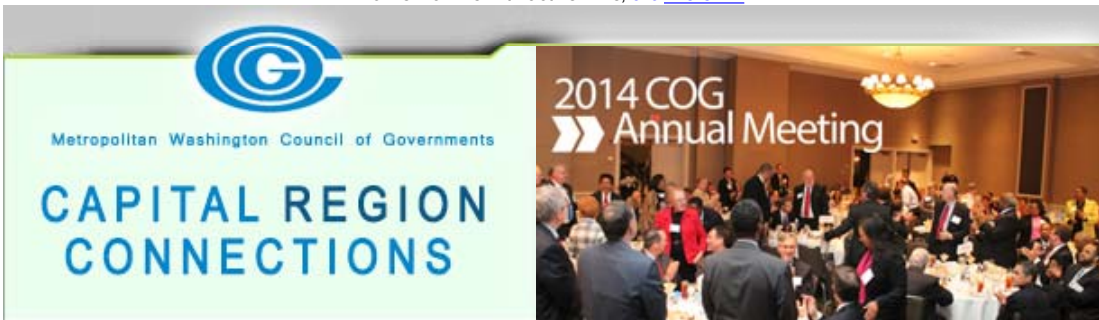 Metropolitan Washington Council of Governments
CAPITAL REGION
CONNECTIONS
2014 COG
Annual Meeting